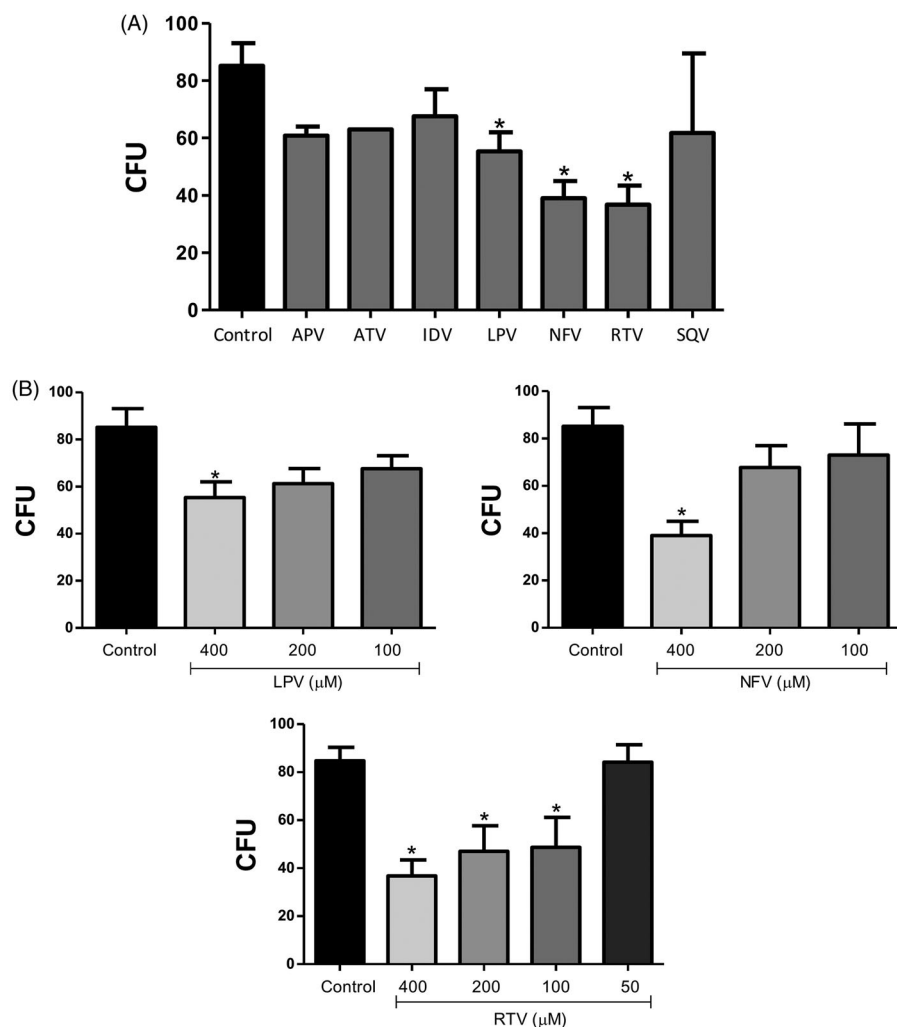 (A)
100
80
60
40
20
0
CFU
* * *
Control APV ATV IDV LPV NFV RTV SQV
(B)
100
80
60
40
20
0
CFU
*
Control 400 200 100
LPV (μM)
100
80
60
40
20
0
CFU
*
Control 400 200 100
NFV (μM)
100
80
60
40
20
0
CFU
* * *
Control 400 200 100 50
RTV (μM)